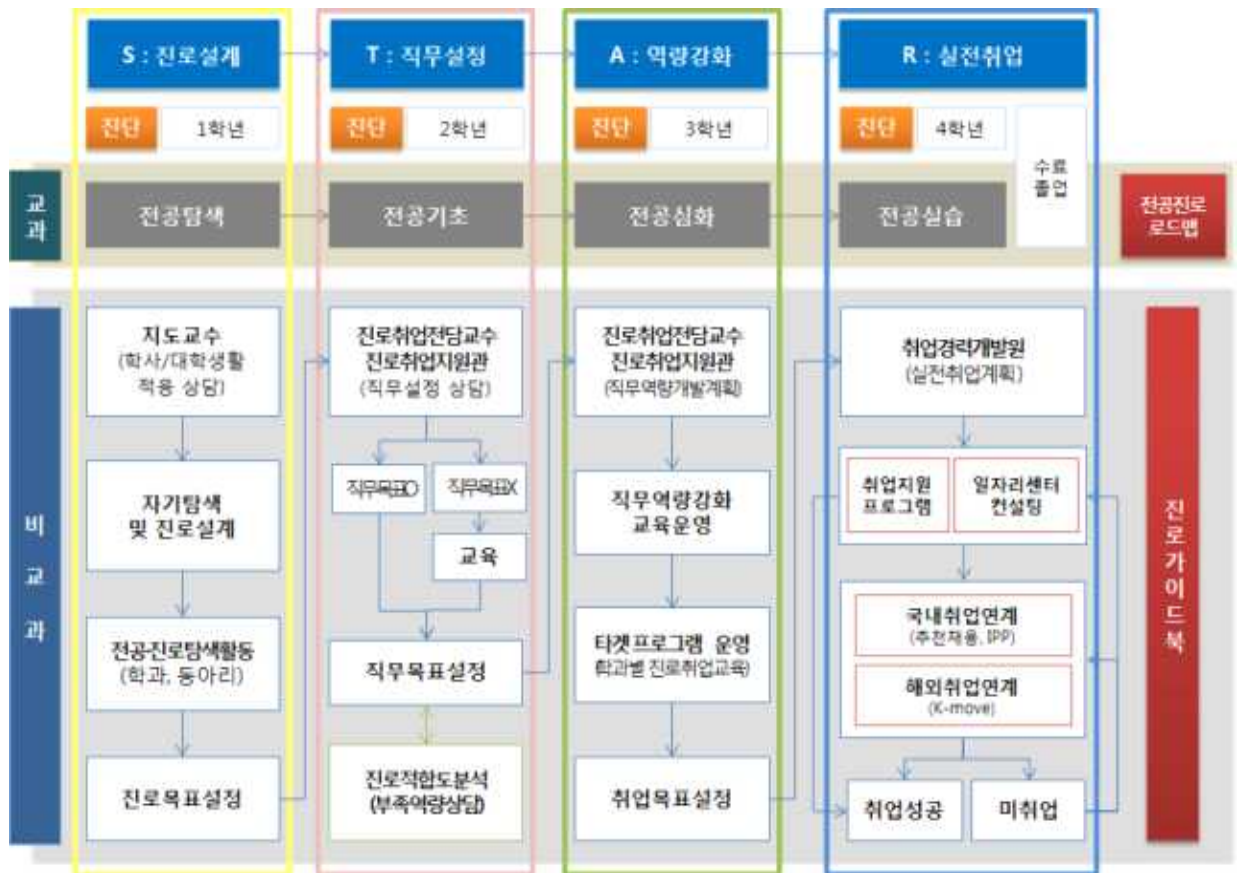 S : 진로설계
T : 직무설정
A : 역량강화
R : 실전취업
진단
1학년
진단
2학년
진단
3학년
진단
4학년
수료
졸업
교
과
전공탐색
전공기초
전공심화
전공실습
전공진로
로드맵
비
교
과
지도교수
(학사/대학생활
적응 상담)
자기탐색
및 진로설계
전공진로탐색활동
(학과, 동아리)
진로목표설정
진로취업전담교수
진로취업지원관
(직무설정 상담)
직무목표O
직무목표X
교육
직무목표설정
진로적합도분석
(부족역량상담)
진로취업전담교수
진로취업지원관
(직무역량개발계획)
직무역량강화
교육운영
타겟프로그램 운영
(학과별 진로취업교육)
취업목표설정
취업경력개발원
(실전취업계획)
취업지원
프로그램
일자리센터
컨설팅
국내취업연계
(추천채용, IPP)
해외취업연계
(K-move)
취업성공
미취업
진
로
가
이
드
북